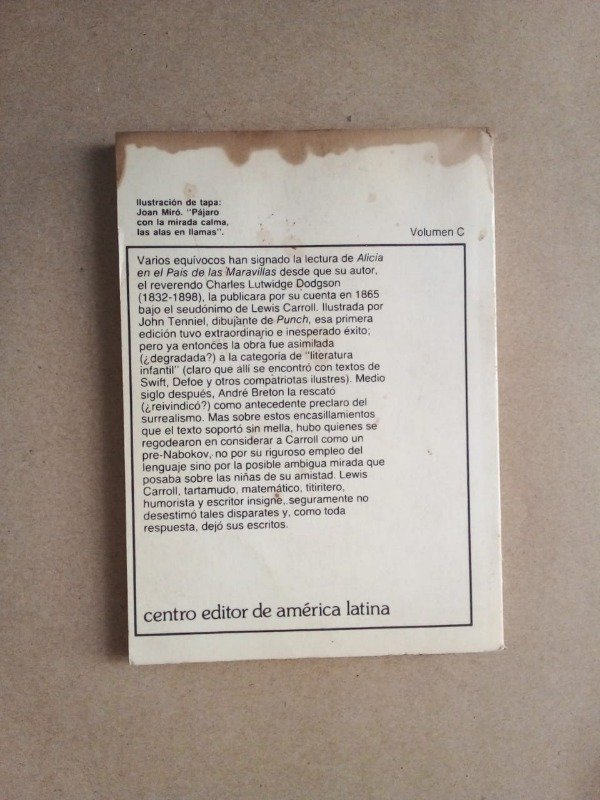 Ilustración de tapa:
Joan Miró. "Pájaro
con la mirada calma,
las alas en llamas".
Volumen C
Varios equívocos han signado la lectura de Alicia
en el País de las Maravillas desde que su autor,
el reverendo Charles Lutwidge Dodgson
(1832-1898), la publicara por su cuenta en 1865
bajo el seudónimo de Lewis Carroll. Ilustrada por
John Tenniel, dibujante de Punch, esa primera
edición tuvo extraordinario e inesperado éxito;
pero ya entonces la obra fue asimilada
(¿degradada?) a la categoría de "literatura
infantil" (claro que allí se encontró con textos de
Swift, Defoe y otros compatriotas ilustres). Medio
siglo después, André Breton la rescató
(¿reivindicó?) como antecedente preclaro del
surrealismo. Mas sobre estos encasillamientos
que el texto soportó sin mella, hubo quienes se
regodearon en considerar a Carroll como un
pre-Nabokov, no por su riguroso empleo del
lenguaje sino por la posible ambigua mirada que
posaba sobre las niñas de su amistad. Lewis
Carroll, tartamudo, matemático, titiritero,
humorista y escritor insigne, seguramente no
desestimó tales disparates y, como toda
respuesta, dejó sus escritos.
centro editor de américa latina